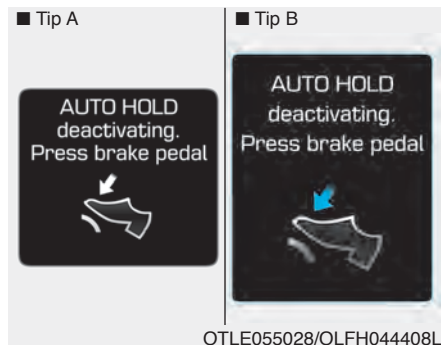 ■ Tip A
AUTO HOLD
deactivating.
Press brake pedal
■ Tip B
AUTO HOLD
deactivating.
Press brake pedal
OTLE055028/OLFH044408L